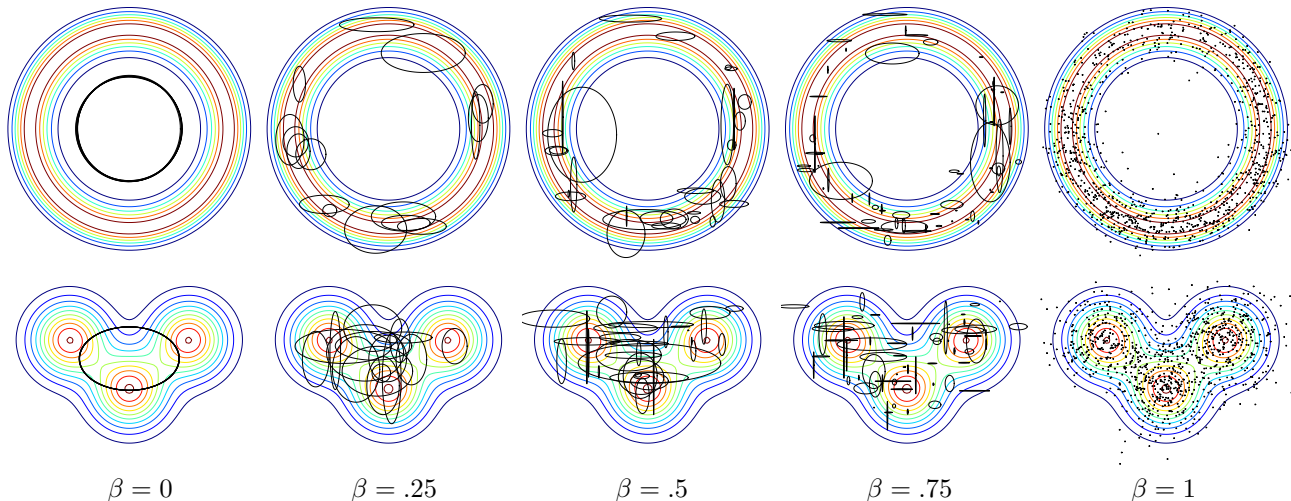 β = 0 β = .25 β = .5 β = .75 β = 1